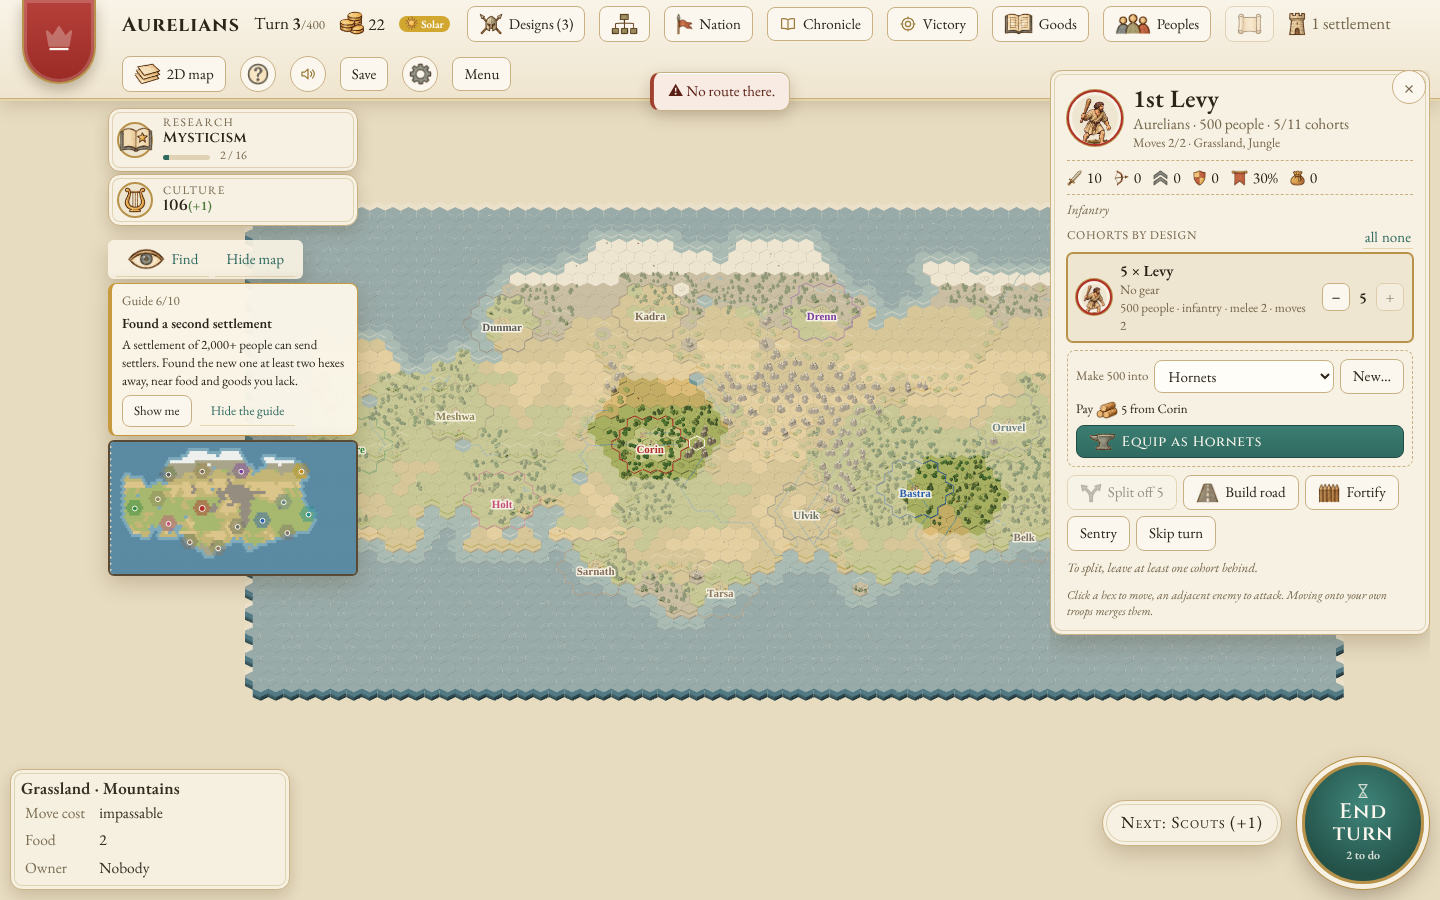 AURELIANS
Turn 3/400
22
Solar
Designs (3)
Nation
Chronicle
Victory
Goods
Peoples
1 settlement
2D map
Save
Menu
No route there.
RESEARCH
MYSTICISM
2 / 16
CULTURE
106(+1)
Find
Hide map
Guide 6/10
Found a second settlement
A settlement of 2,000+ people can send
settlers. Found the new one at least two hexes
away, near food and goods you lack.
Show me
Hide the guide
Dunmar
Kadra
Drenn
Meshwa
Corin
Oruvel
re
Holt
Bastra
Ulvik
Belk
Sarnath
Tarsa
1st Levy
Aurelians · 500 people · 5/11 cohorts
Moves 2/2 · Grassland, Jungle
10
0
0
0
30%
0
Infantry
COHORTS BY DESIGN
all none
5 × Levy
No gear
500 people · infantry · melee 2 · moves
2
− 5 +
Make 500 into
Hornets
New...
Pay 5 from Corin
EQUIP AS HORNETS
Split off 5
Build road
Fortify
Sentry
Skip turn
To split, leave at least one cohort behind.
Click a hex to move, an adjacent enemy to attack. Moving onto your own
troops merges them.
Grassland · Mountains
Move cost impassable
Food 2
Owner Nobody
NEXT: SCOUTS (+1)
END
TURN
2 to do